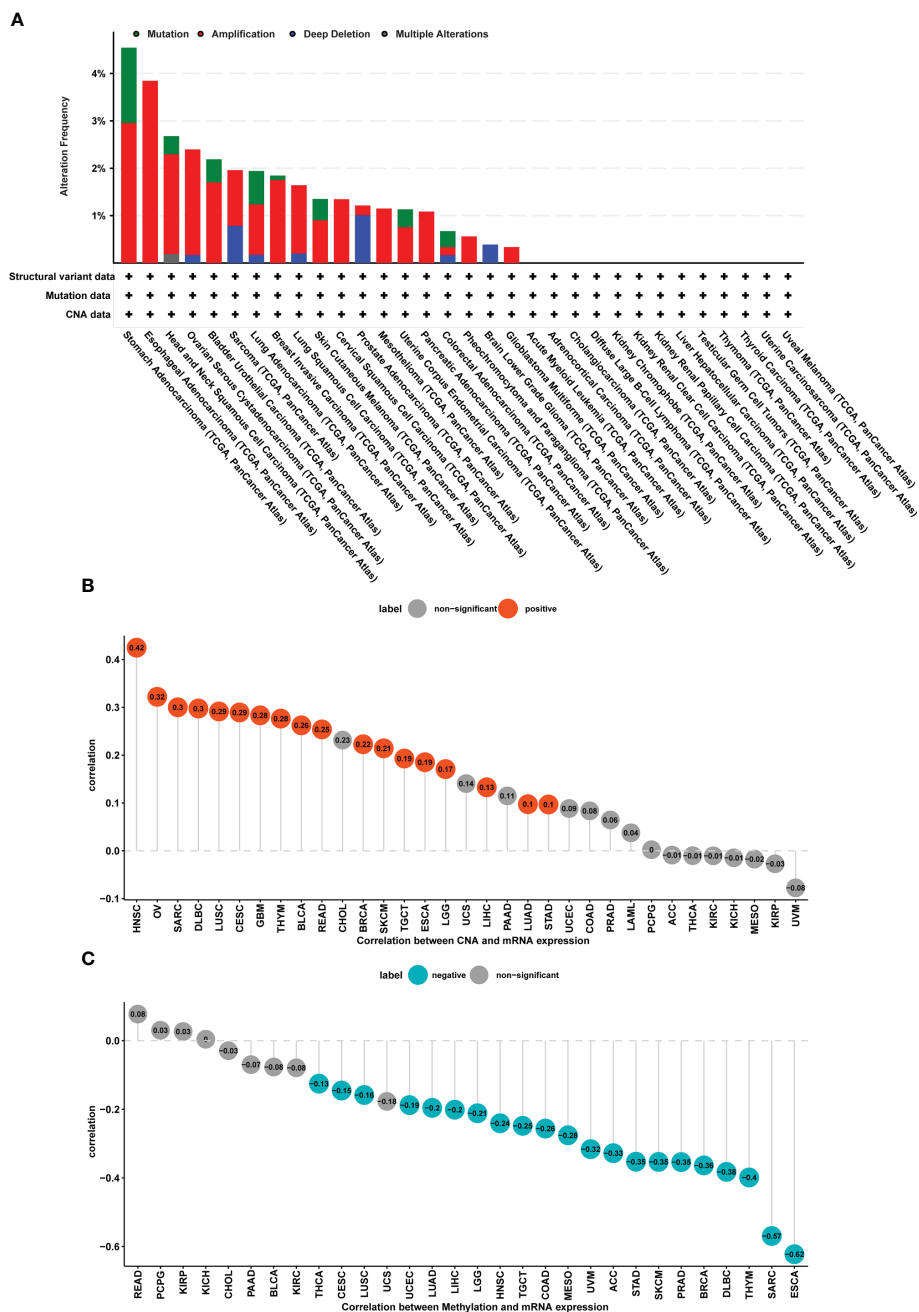 A
Mutation Amplification Deep Deletion Multiple Alterations
4%
3%
2%
1%
Alteration Frequency
Structural variant data
Mutation data
CNA data
Stomach Adenocarcinoma (TCGA, PanCancer Atlas)
Esophageal Adenocarcinoma (TCGA, PanCancer Atlas)
Head and Neck Squamous Cell Carcinoma (TCGA, PanCancer Atlas)
Ovarian Serous Cystadenocarcinoma (TCGA, PanCancer Atlas)
Bladder Urothelial Carcinoma (TCGA, PanCancer Atlas)
Sarcoma (TCGA, PanCancer Atlas)
Lung Adenocarcinoma (TCGA, PanCancer Atlas)
Breast Invasive Carcinoma (TCGA, PanCancer Atlas)
Lung Squamous Cell Carcinoma (TCGA, PanCancer Atlas)
Skin Cutaneous Melanoma (TCGA, PanCancer Atlas)
Cervical Squamous Cell Carcinoma (TCGA, PanCancer Atlas)
Prostate Adenocarcinoma (TCGA, PanCancer Atlas)
Mesothelioma (TCGA, PanCancer Atlas)
Uterine Corpus Endometrial Carcinoma (TCGA, PanCancer Atlas)
Pancreatic Adenocarcinoma (TCGA, PanCancer Atlas)
Colorectal Adenocarcinoma (TCGA, PanCancer Atlas)
Pheochromocytoma and Paraganglioma (TCGA, PanCancer Atlas)
Brain Lower Grade Glioma (TCGA, PanCancer Atlas)
Glioblastoma Multiforme (TCGA, PanCancer Atlas)
Acute Myeloid Leukemia (TCGA, PanCancer Atlas)
Adrenocortical Carcinoma (TCGA, PanCancer Atlas)
Cholangiocarcinoma (TCGA, PanCancer Atlas)
Diffuse Large B-Cell Lymphoma (TCGA, PanCancer Atlas)
Kidney Chromophobe (TCGA, PanCancer Atlas)
Kidney Renal Clear Cell Carcinoma (TCGA, PanCancer Atlas)
Kidney Renal Papillary Cell Carcinoma (TCGA, PanCancer Atlas)
Liver Hepatocellular Carcinoma (TCGA, PanCancer Atlas)
Testicular Germ Cell Tumors (TCGA, PanCancer Atlas)
Thymoma (TCGA, PanCancer Atlas)
Thyroid Carcinoma (TCGA, PanCancer Atlas)
Uterine Carcinosarcoma (TCGA, PanCancer Atlas)
Uveal Melanoma (TCGA, PanCancer Atlas)
B
label non-significant positive
0.4
0.3
0.2
0.1
0.0
−0.1
correlation
0.42 0.32 0.3 0.3 0.29 0.29 0.28 0.28 0.26 0.25 0.23 0.22 0.21 0.19 0.19 0.17 0.14 0.13 0.11 0.1 0.1 0.09 0.08 0.06 0.04 0 −0.01 −0.01 −0.01 −0.01 −0.02 −0.03 −0.08
HNSC OV SARC DLBC LUSC CESC GBM THYM BLCA READ CHOL BRCA SKCM TGCT ESCA LGG UCS LIHC PAAD LUAD STAD UCEC COAD PRAD LAML PCPG ACC THCA KIRC KICH MESO KIRP UVM
Correlation between CNA and mRNA expression
C
label negative non-significant
0.0
−0.2
−0.4
−0.6
correlation
0.08 0.03 0.03 0 −0.03 −0.07 −0.08 −0.08 −0.13 −0.15 −0.16 −0.18 −0.19 −0.2 −0.2 −0.21 −0.24 −0.25 −0.26 −0.28 −0.32 −0.33 −0.35 −0.35 −0.35 −0.36 −0.38 −0.4 −0.57 −0.62
READ PCPG KIRP KICH CHOL PAAD BLCA KIRC THCA CESC LUSC UCS UCEC LUAD LIHC LGG HNSC TGCT COAD MESO UVM ACC STAD SKCM PRAD BRCA DLBC THYM SARC ESCA
Correlation between Methylation and mRNA expression